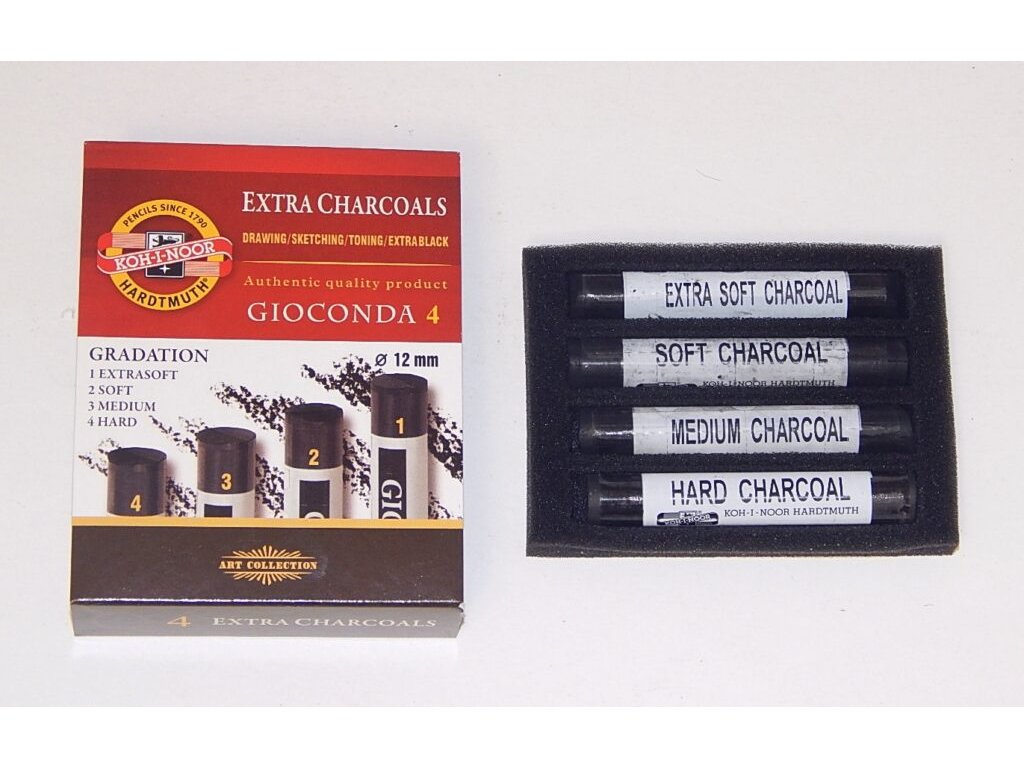 PENCILS SINCE 1790
KOH-I-NOOR
HARDTMUTH®
EXTRA CHARCOALS
DRAWING/SKETCHING/TONING/EXTRABLACK
Authentic quality product
GIOCONDA 4
GRADATION
1 EXTRASOFT
2 SOFT
3 MEDIUM
4 HARD
Ø 12 mm
1
2
3
4
GIO
G
ART COLLECTION
4 EXTRA CHARCOALS
EXTRA SOFT CHARCOAL
SOFT CHARCOAL
KOH-I-NOOR HARDTMUTH
MEDIUM CHARCOAL
HARD CHARCOAL
KOH-I-NOOR
KOH-I-NOOR HARDTMUTH